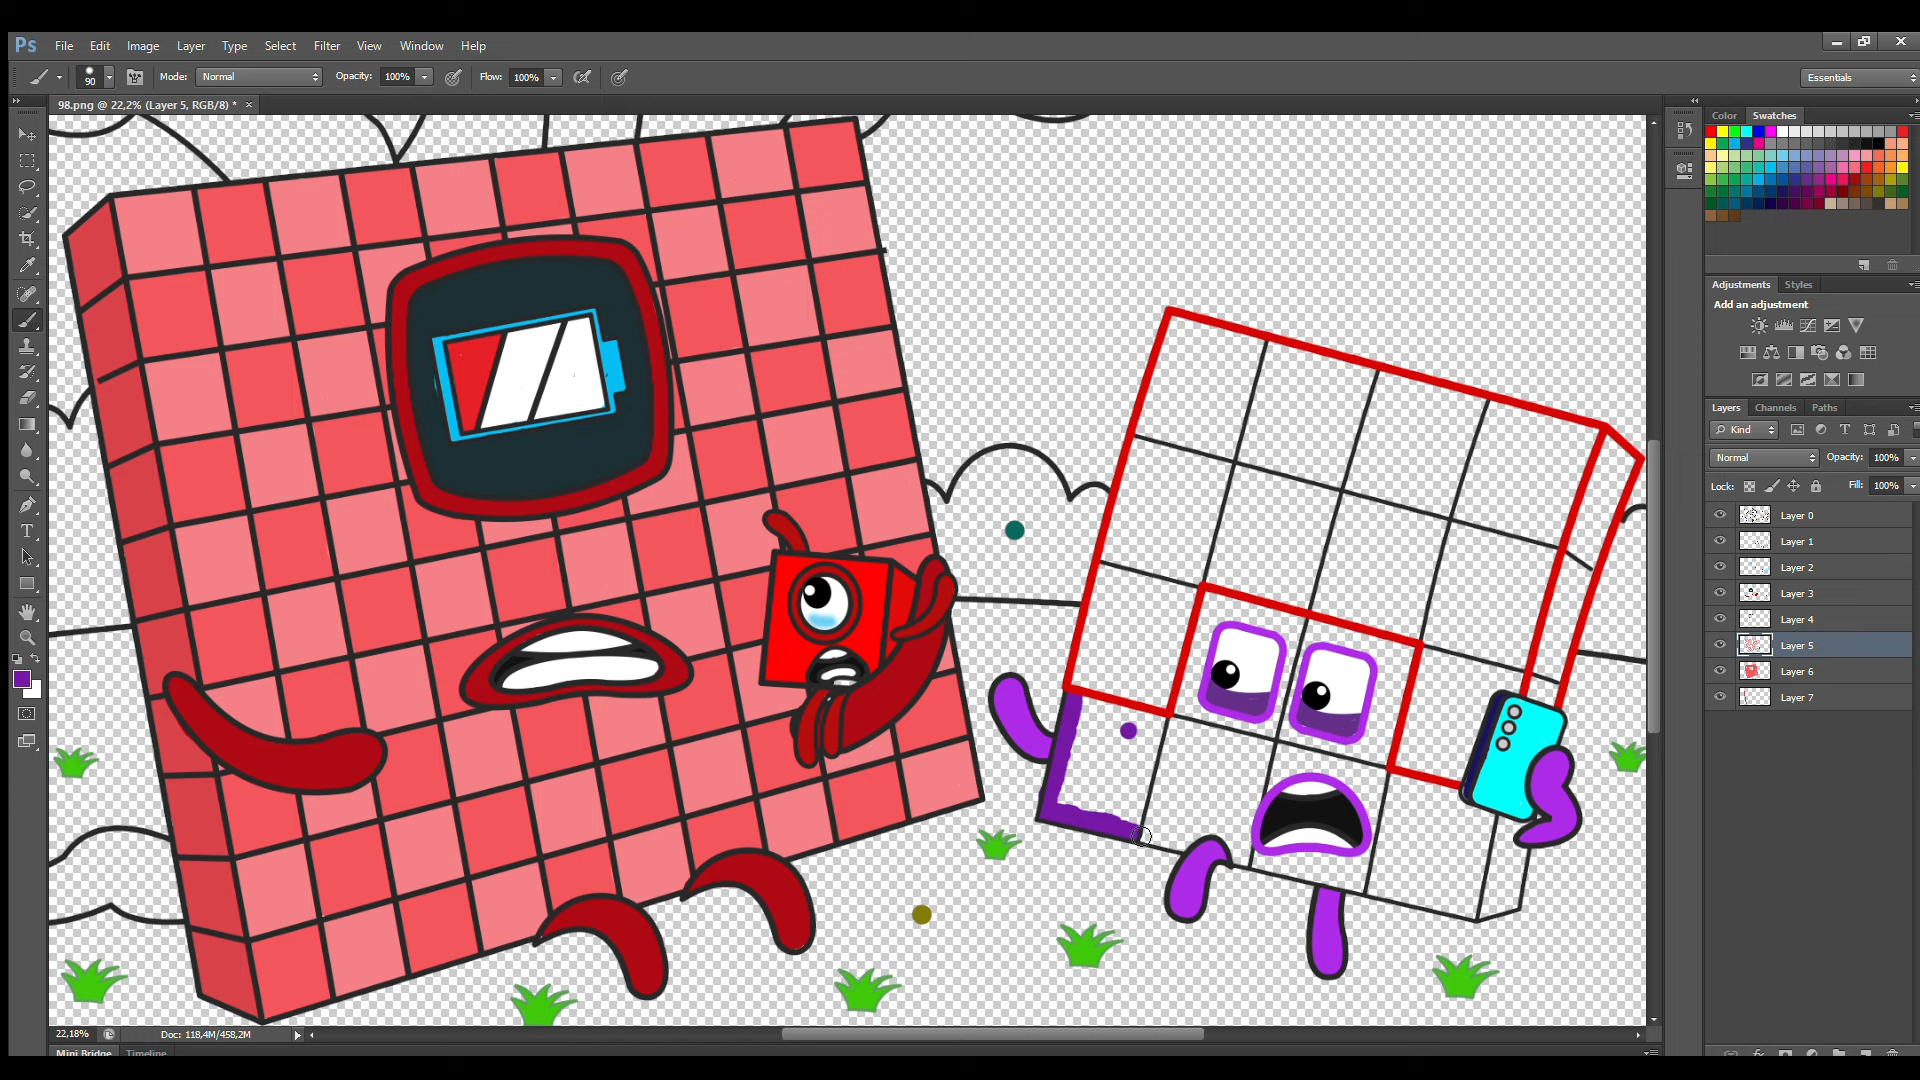 Ps File Edit Image Layer Type Select Filter View Window Help
90 Mode: Normal Opacity: 100% Flow: 100% Essentials
98.png @ 22,2% (Layer 5, RGB/8) * ×
Color Swatches
Adjustments Styles
Add an adjustment
Layers Channels Paths
Kind
Normal Opacity: 100%
Lock: Fill: 100%
Layer 0
Layer 1
Layer 2
Layer 3
Layer 4
Layer 5
Layer 6
Layer 7
22,18% Doc: 118,4M/458,2M
Mini Bridge Timeline